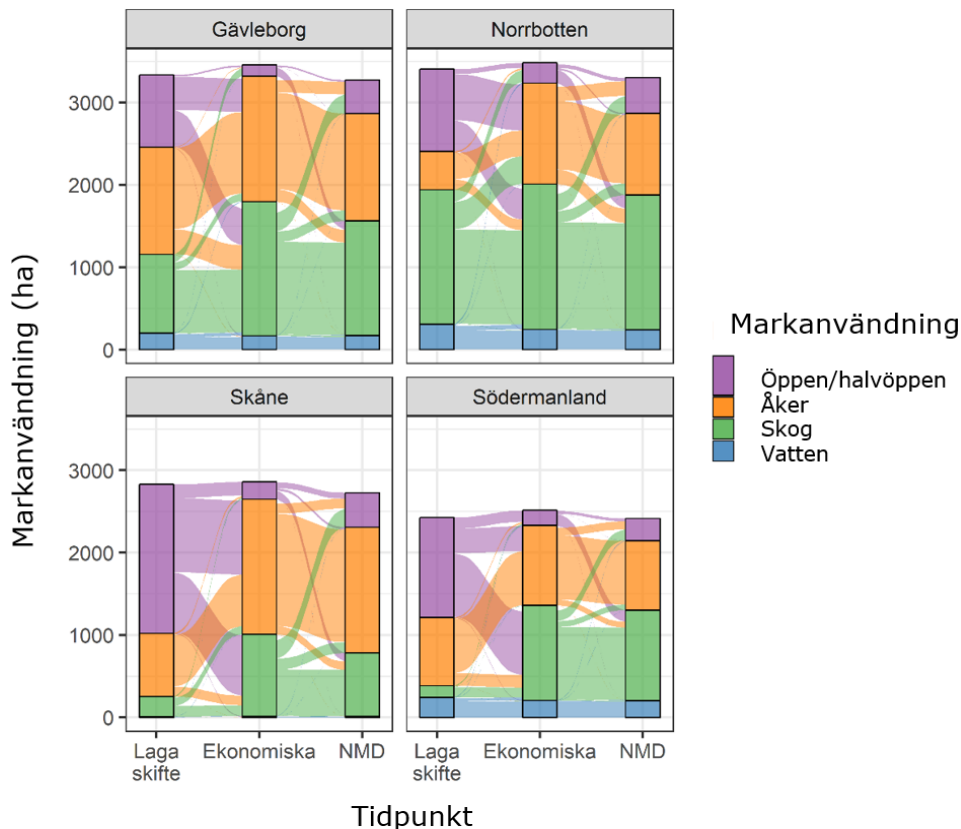 Gävleborg
Norrbotten
3000
2000
1000
0
Skåne
Södermanland
3000
2000
1000
0
Markanvändning (ha)
Laga
skifte
Ekonomiska
NMD
Laga
skifte
Ekonomiska
NMD
Tidpunkt
Markanvändning
Öppen/halvöppen
Åker
Skog
Vatten